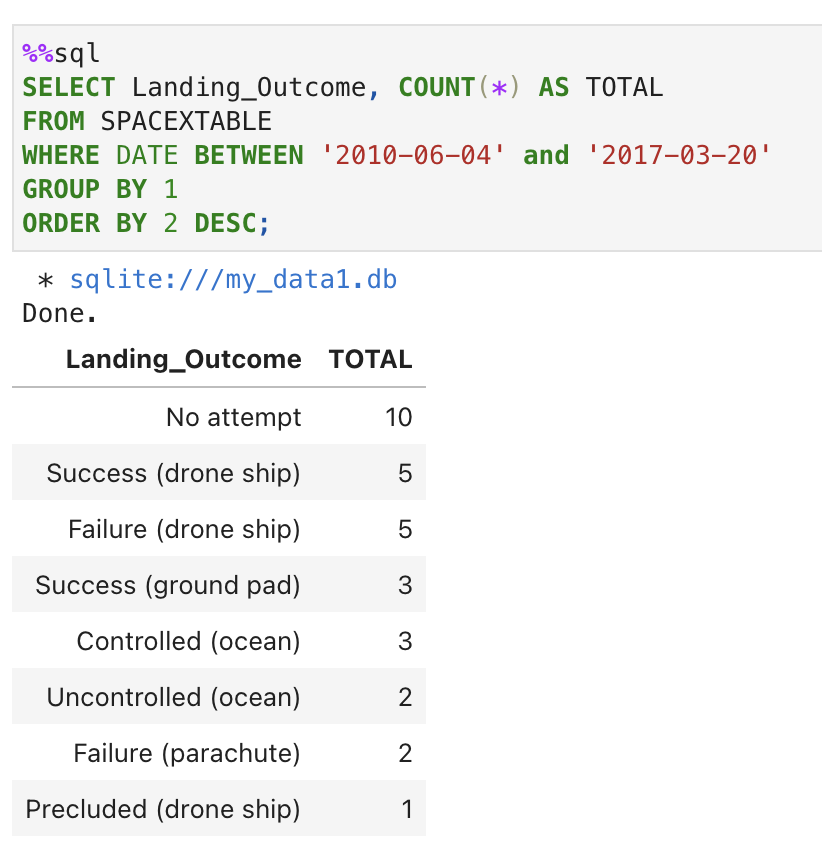 %%sql
SELECT Landing_Outcome, COUNT(*) AS TOTAL
FROM SPACEXTABLE
WHERE DATE BETWEEN '2010-06-04' and '2017-03-20'
GROUP BY 1
ORDER BY 2 DESC;
* sqlite:///my_data1.db
Done.
Landing_Outcome TOTAL
No attempt 10
Success (drone ship) 5
Failure (drone ship) 5
Success (ground pad) 3
Controlled (ocean) 3
Uncontrolled (ocean) 2
Failure (parachute) 2
Precluded (drone ship) 1